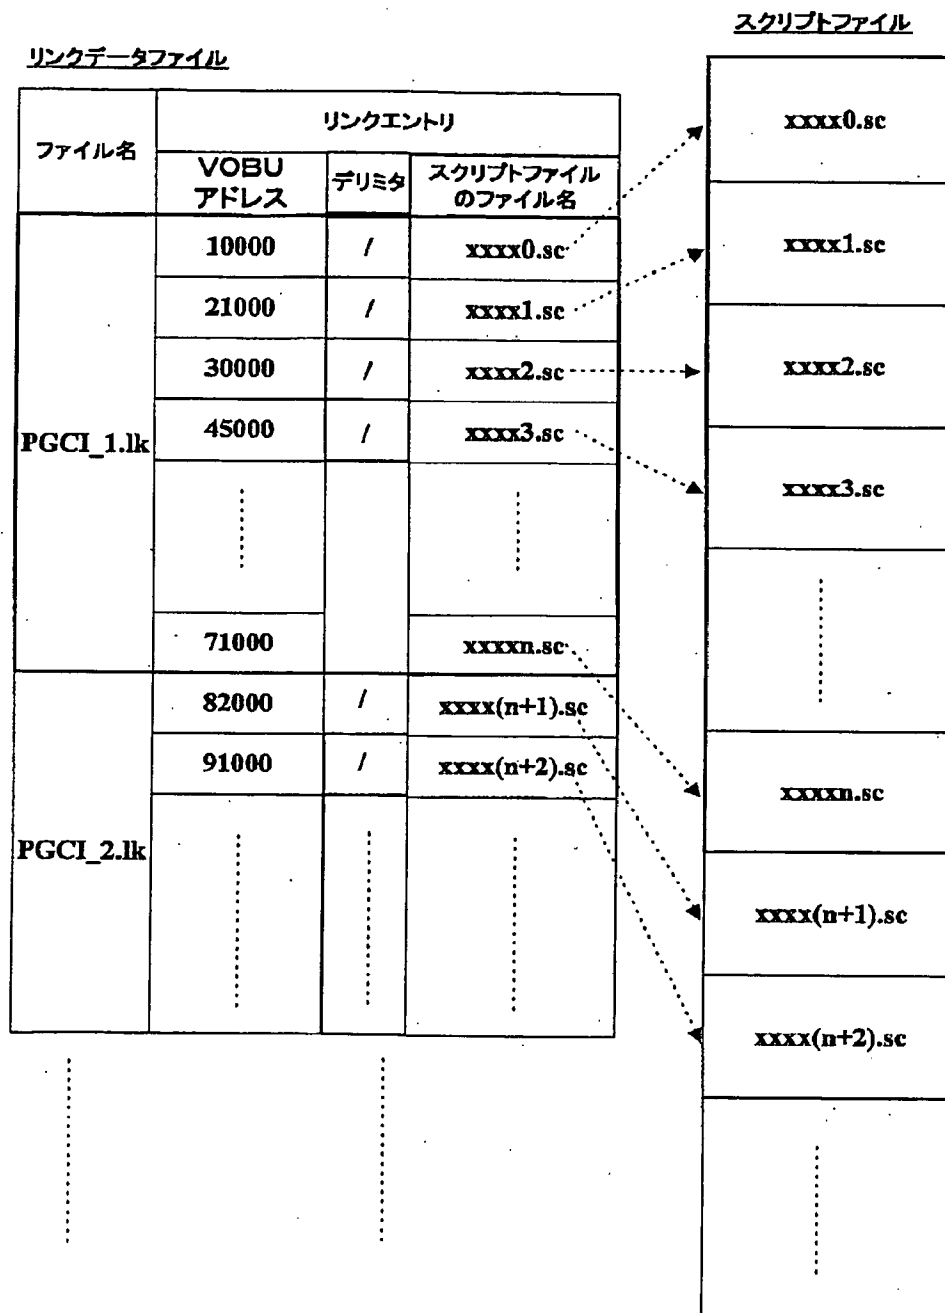 スクリプトファイル
リンクデータファイル
ファイル名
リンクエントリ
VOBU
アドレス
デリミタ
スクリプトファイル
のファイル名
PGCI_1.lk
10000 / xxxx0.sc
21000 / xxxx1.sc
30000 / xxxx2.sc
45000 / xxxx3.sc
71000 xxxxn.sc
PGCI_2.lk
82000 / xxxx(n+1).sc
91000 / xxxx(n+2).sc
xxxx0.sc
xxxx1.sc
xxxx2.sc
xxxx3.sc
xxxxn.sc
xxxx(n+1).sc
xxxx(n+2).sc